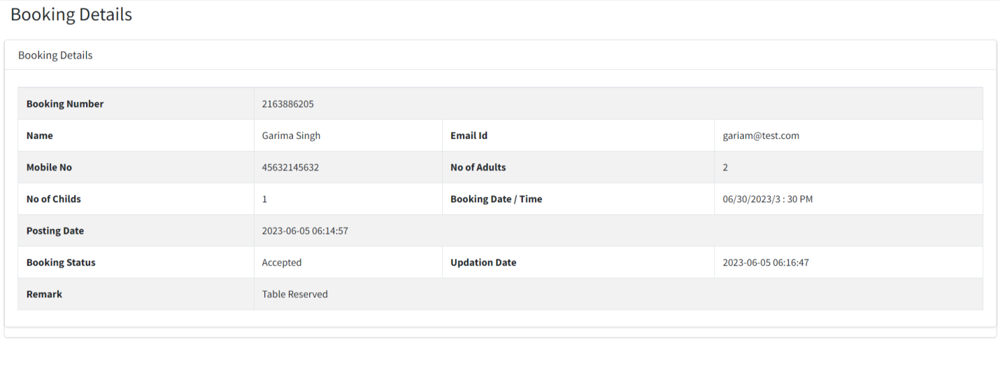 Booking Details
Booking Details
Booking Number 2163886205
Name Garima Singh Email Id gariam@test.com
Mobile No 45632145632 No of Adults 2
No of Childs 1 Booking Date / Time 06/30/2023/3 : 30 PM
Posting Date 2023-06-05 06:14:57
Booking Status Accepted Updation Date 2023-06-05 06:16:47
Remark Table Reserved